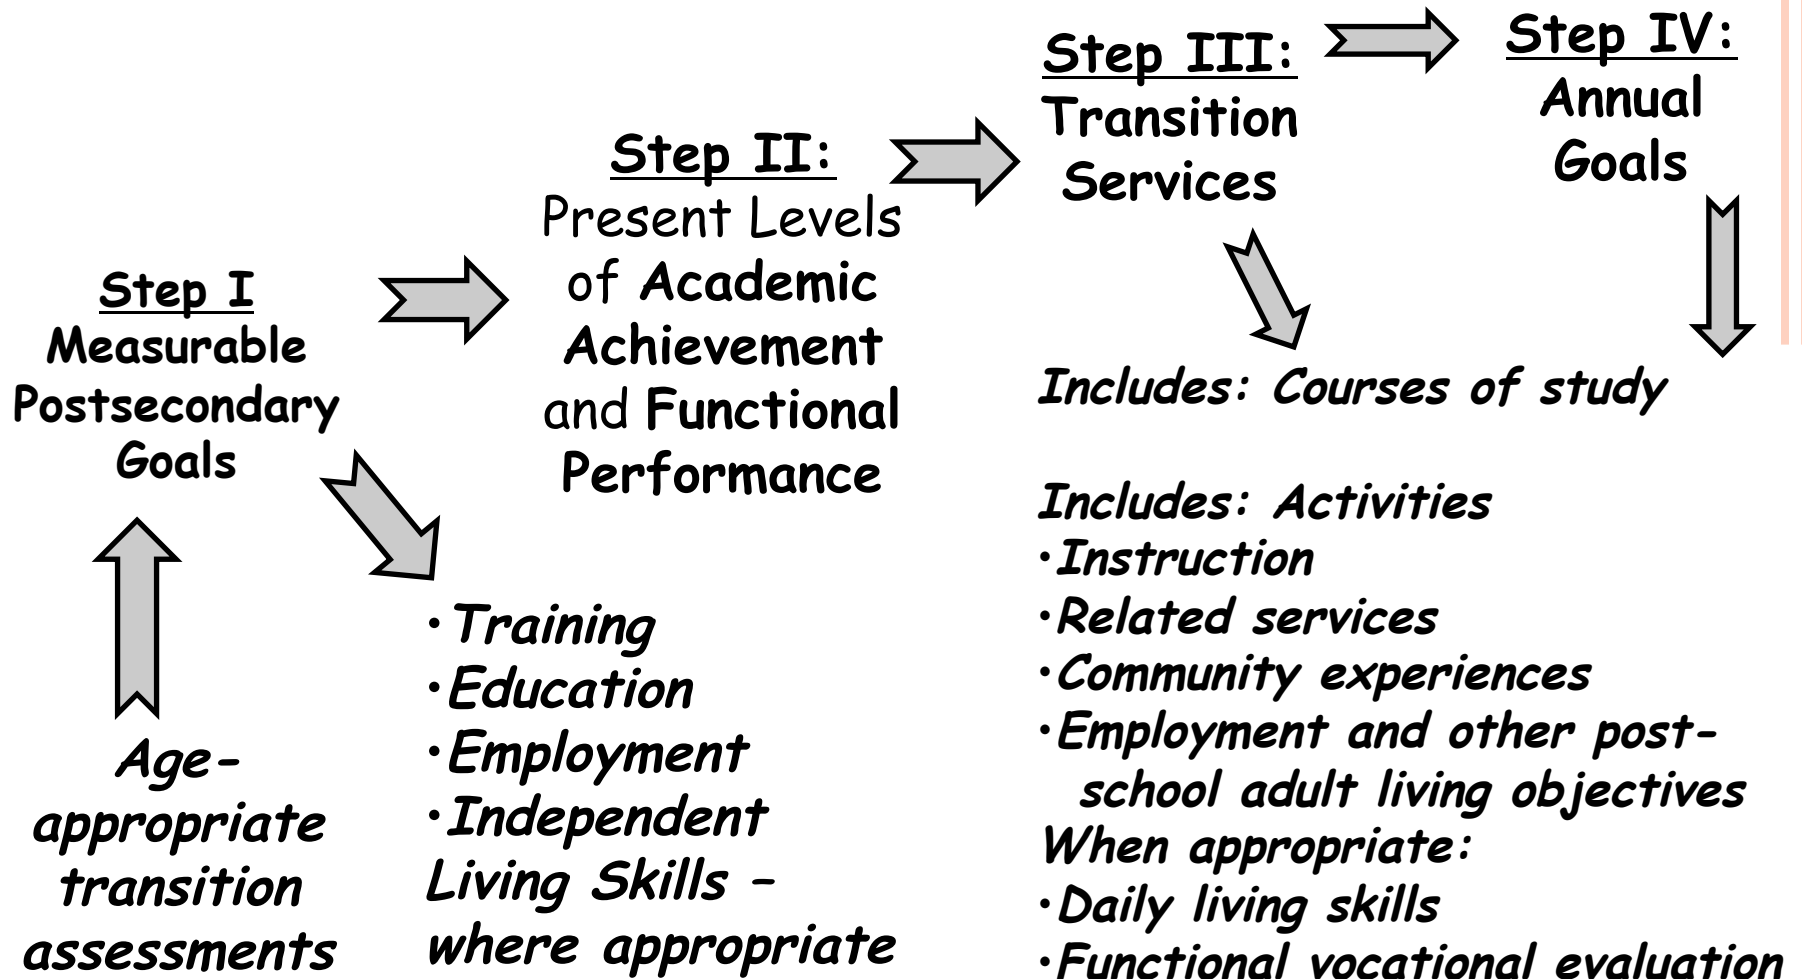 Step I
Measurable
Postsecondary
Goals
Age-
appropriate
transition
assessments
•Training
•Education
•Employment
•Independent
Living Skills –
where appropriate
Step II:
Present Levels
of Academic
Achievement
and Functional
Performance
Step III:
Transition
Services
Step IV:
Annual
Goals
Includes: Courses of study
Includes: Activities
•Instruction
•Related services
•Community experiences
•Employment and other post-
school adult living objectives
When appropriate:
•Daily living skills
•Functional vocational evaluation